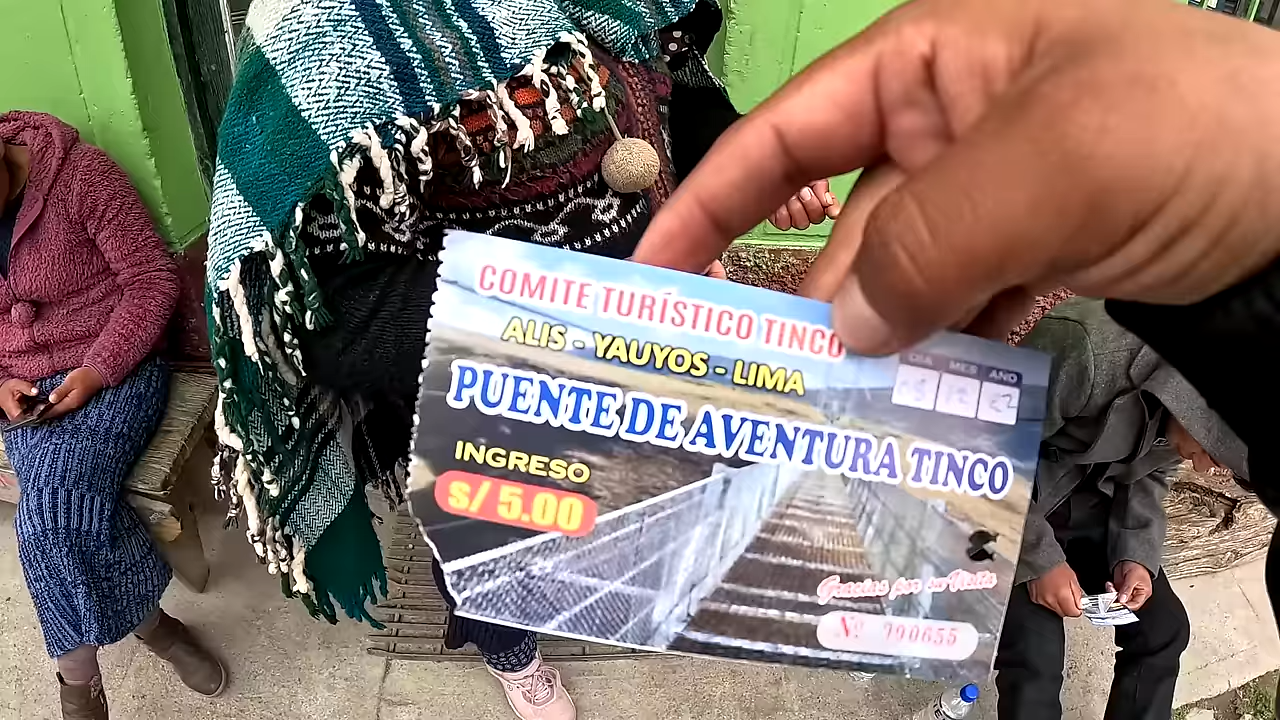 COMITE TURÍSTICO TINCO
ALIS - YAUYOS - LIMA
DIA MES AÑO
PUENTE DE AVENTURA TINCO
INGRESO
s/ 5.00
Gracias por su Visita
Nº 790655